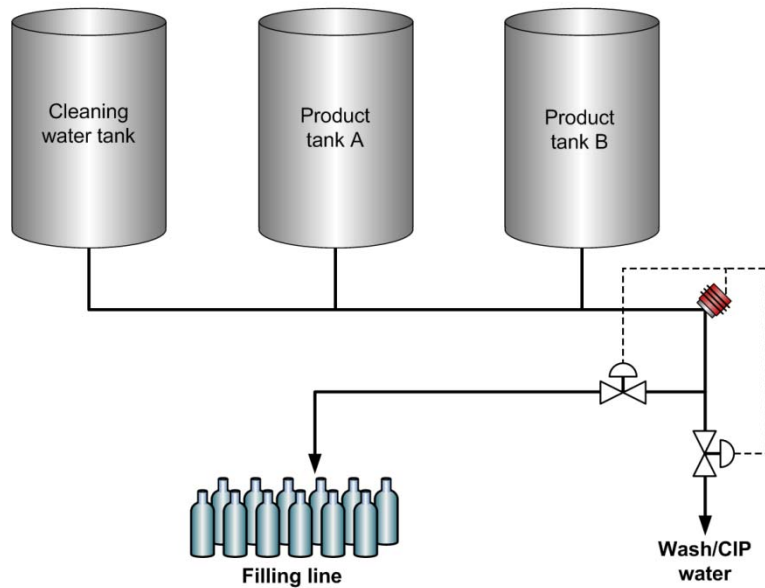 Cleaning
water tank
Product
tank A
Product
tank B
Filling line
Wash/CIP
water